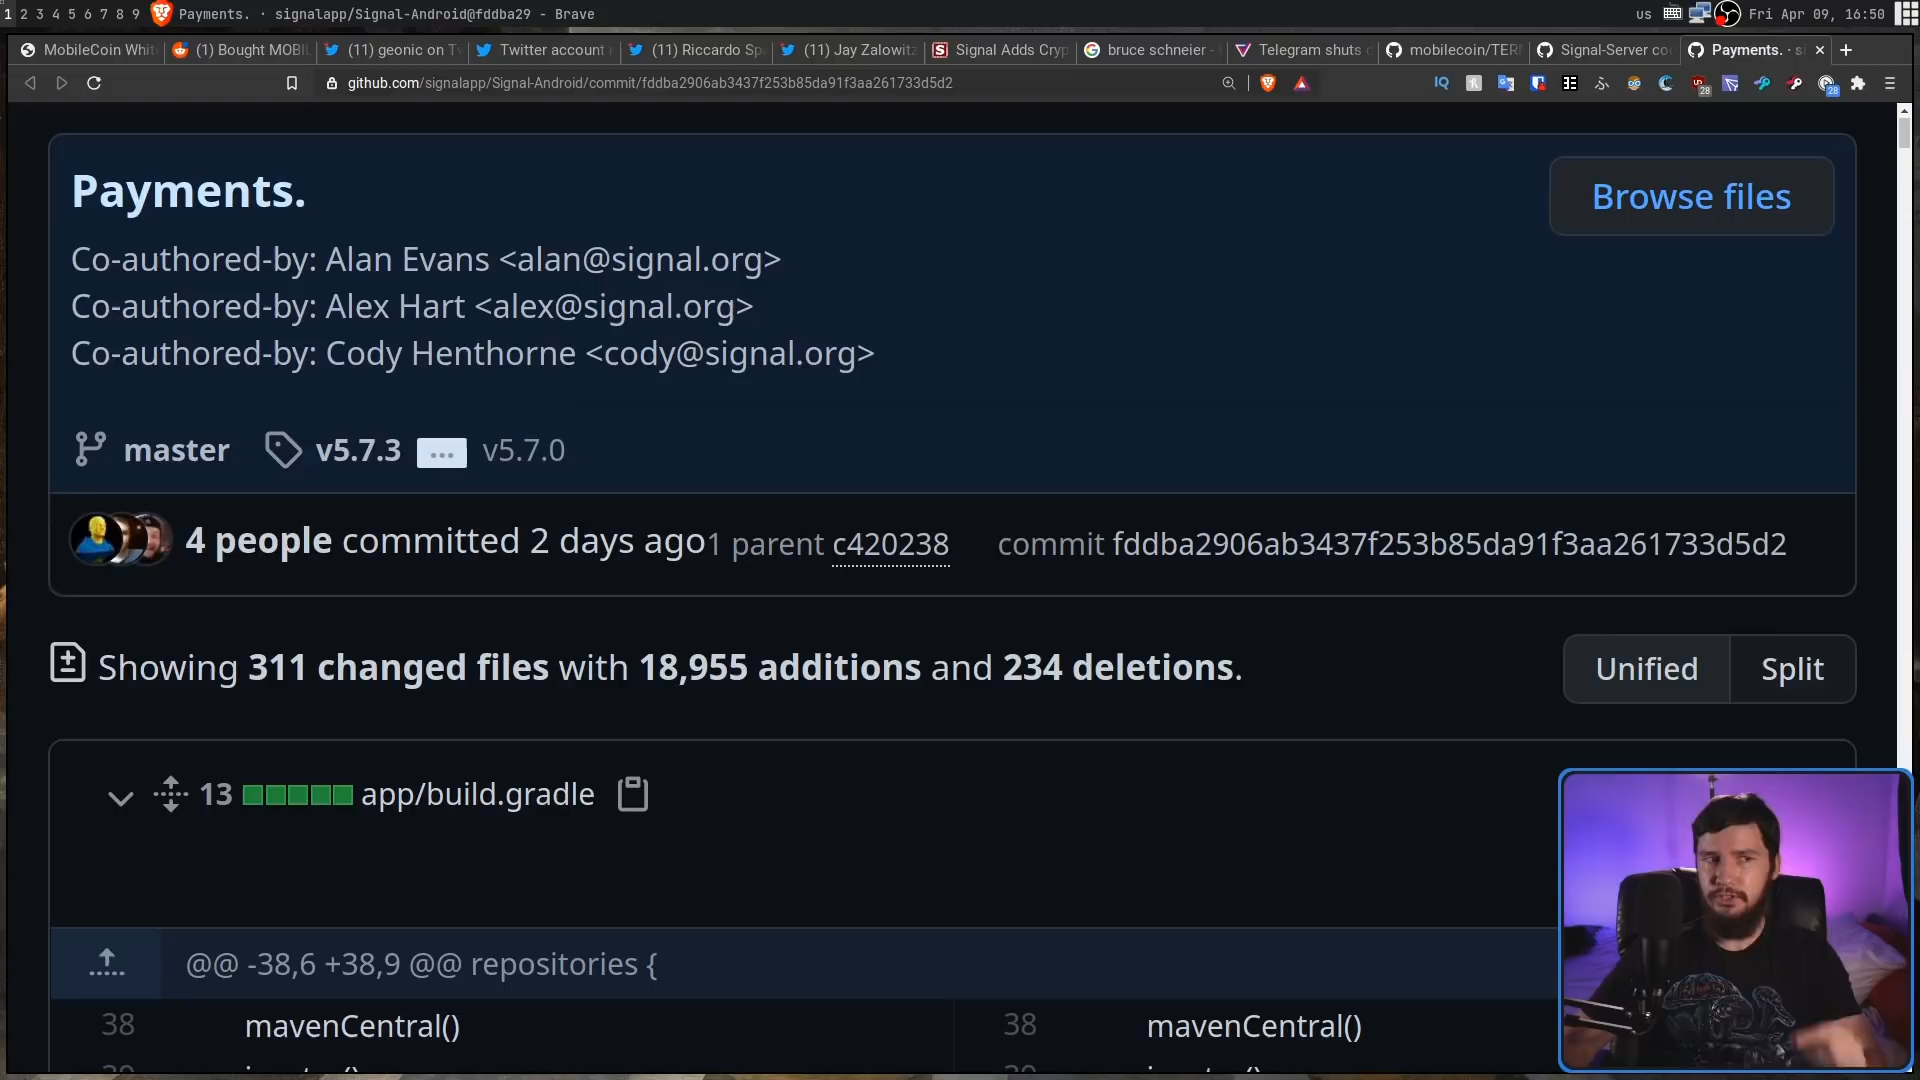 1 2 3 4 5 6 7 8 9 Payments. · signalapp/Signal-Android@fddba29 - Brave
us Fri Apr 09, 16:50
MobileCoin Whit
(1) Bought MOBIL
(11) geonic on Tw
Twitter account
(11) Riccardo Sp
(11) Jay Zalowitz
Signal Adds Cryp
bruce schneier -
Telegram shuts
mobilecoin/TERM
Signal-Server co
Payments. · s
github.com/signalapp/Signal-Android/commit/fddba2906ab3437f253b85da91f3aa261733d5d2
IQ
28
28
Payments.
Browse files
Co-authored-by: Alan Evans <alan@signal.org>
Co-authored-by: Alex Hart <alex@signal.org>
Co-authored-by: Cody Henthorne <cody@signal.org>
master v5.7.3 ... v5.7.0
4 people committed 2 days ago 1 parent c420238 commit fddba2906ab3437f253b85da91f3aa261733d5d2
Showing 311 changed files with 18,955 additions and 234 deletions.
Unified Split
13 app/build.gradle
@@ -38,6 +38,9 @@ repositories {
38 mavenCentral() 38 mavenCentral()